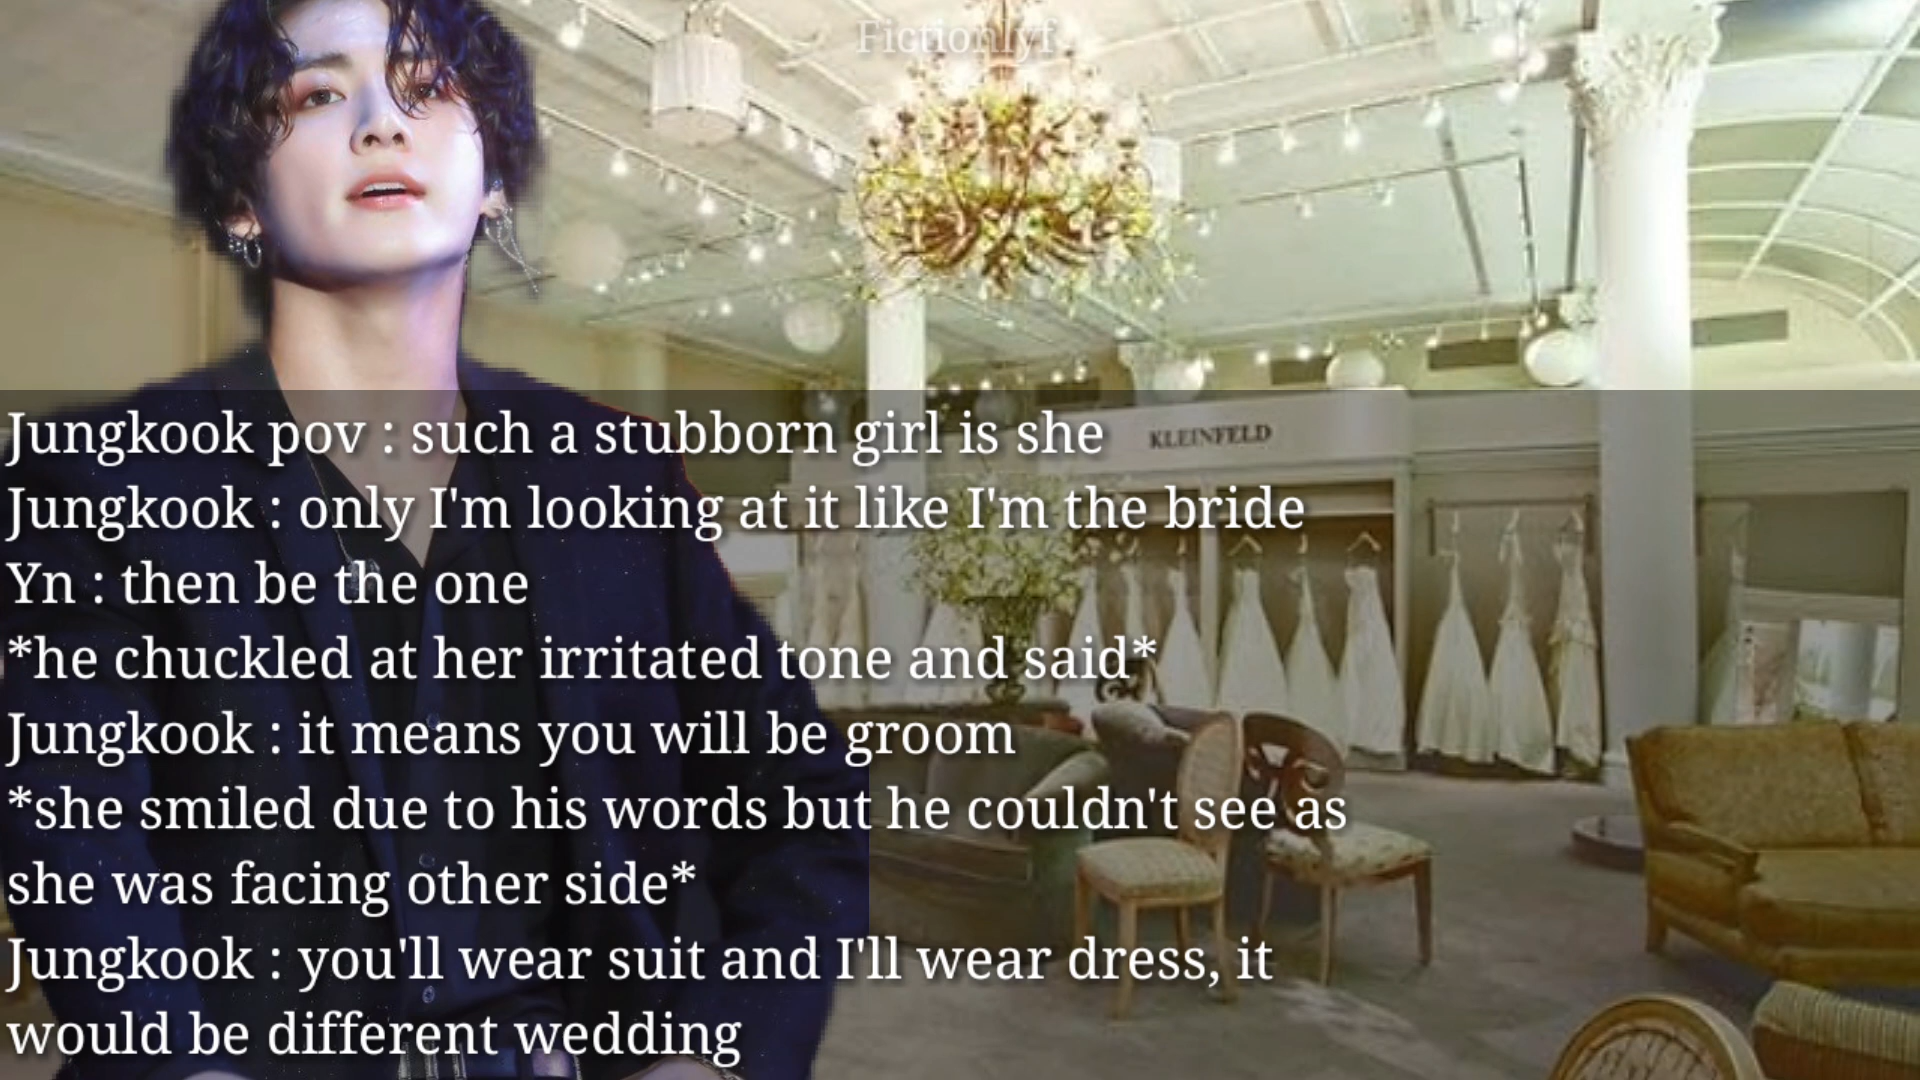 Fictionlyf
KLEINFELD
Jungkook pov : such a stubborn girl is she
Jungkook : only I'm looking at it like I'm the bride
Yn : then be the one
*he chuckled at her irritated tone and said*
Jungkook : it means you will be groom
*she smiled due to his words but he couldn't see as
she was facing other side*
Jungkook : you'll wear suit and I'll wear dress, it
would be different wedding